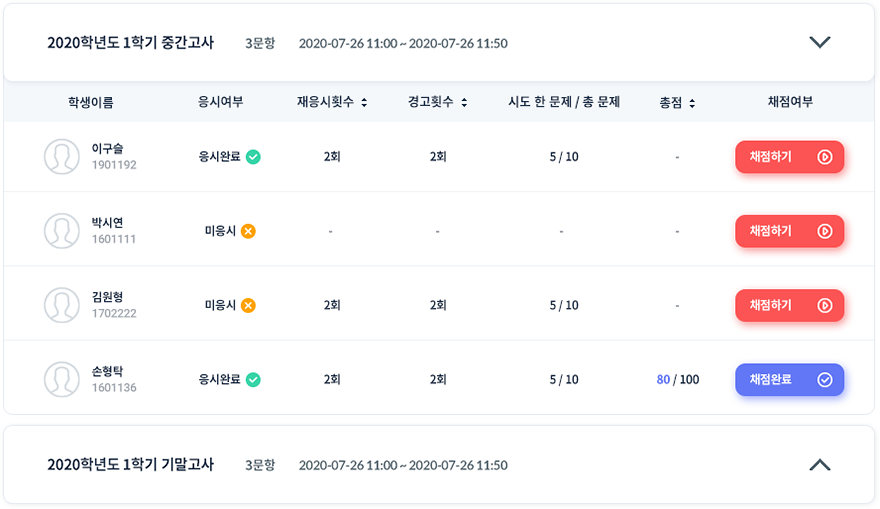 2020학년도 1학기 중간고사 3문항 2020-07-26 11:00 ~ 2020-07-26 11:50
학생이름 응시여부 재응시횟수 경고횟수 시도 한 문제 / 총 문제 총점 채점여부
이구슬
1901192
응시완료 2회 2회 5 / 10 - 채점하기
박시연
1601111
미응시 - - - - 채점하기
김원형
1702222
미응시 2회 2회 5 / 10 - 채점하기
손형탁
1601136
응시완료 2회 2회 5 / 10 80 / 100 채점완료
2020학년도 1학기 기말고사 3문항 2020-07-26 11:00 ~ 2020-07-26 11:50